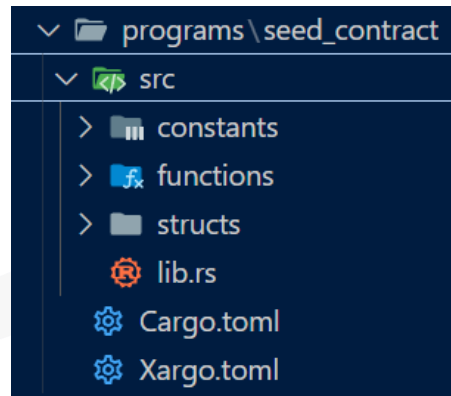 programs\seed_contract
src
constants
functions
structs
lib.rs
Cargo.toml
Xargo.toml